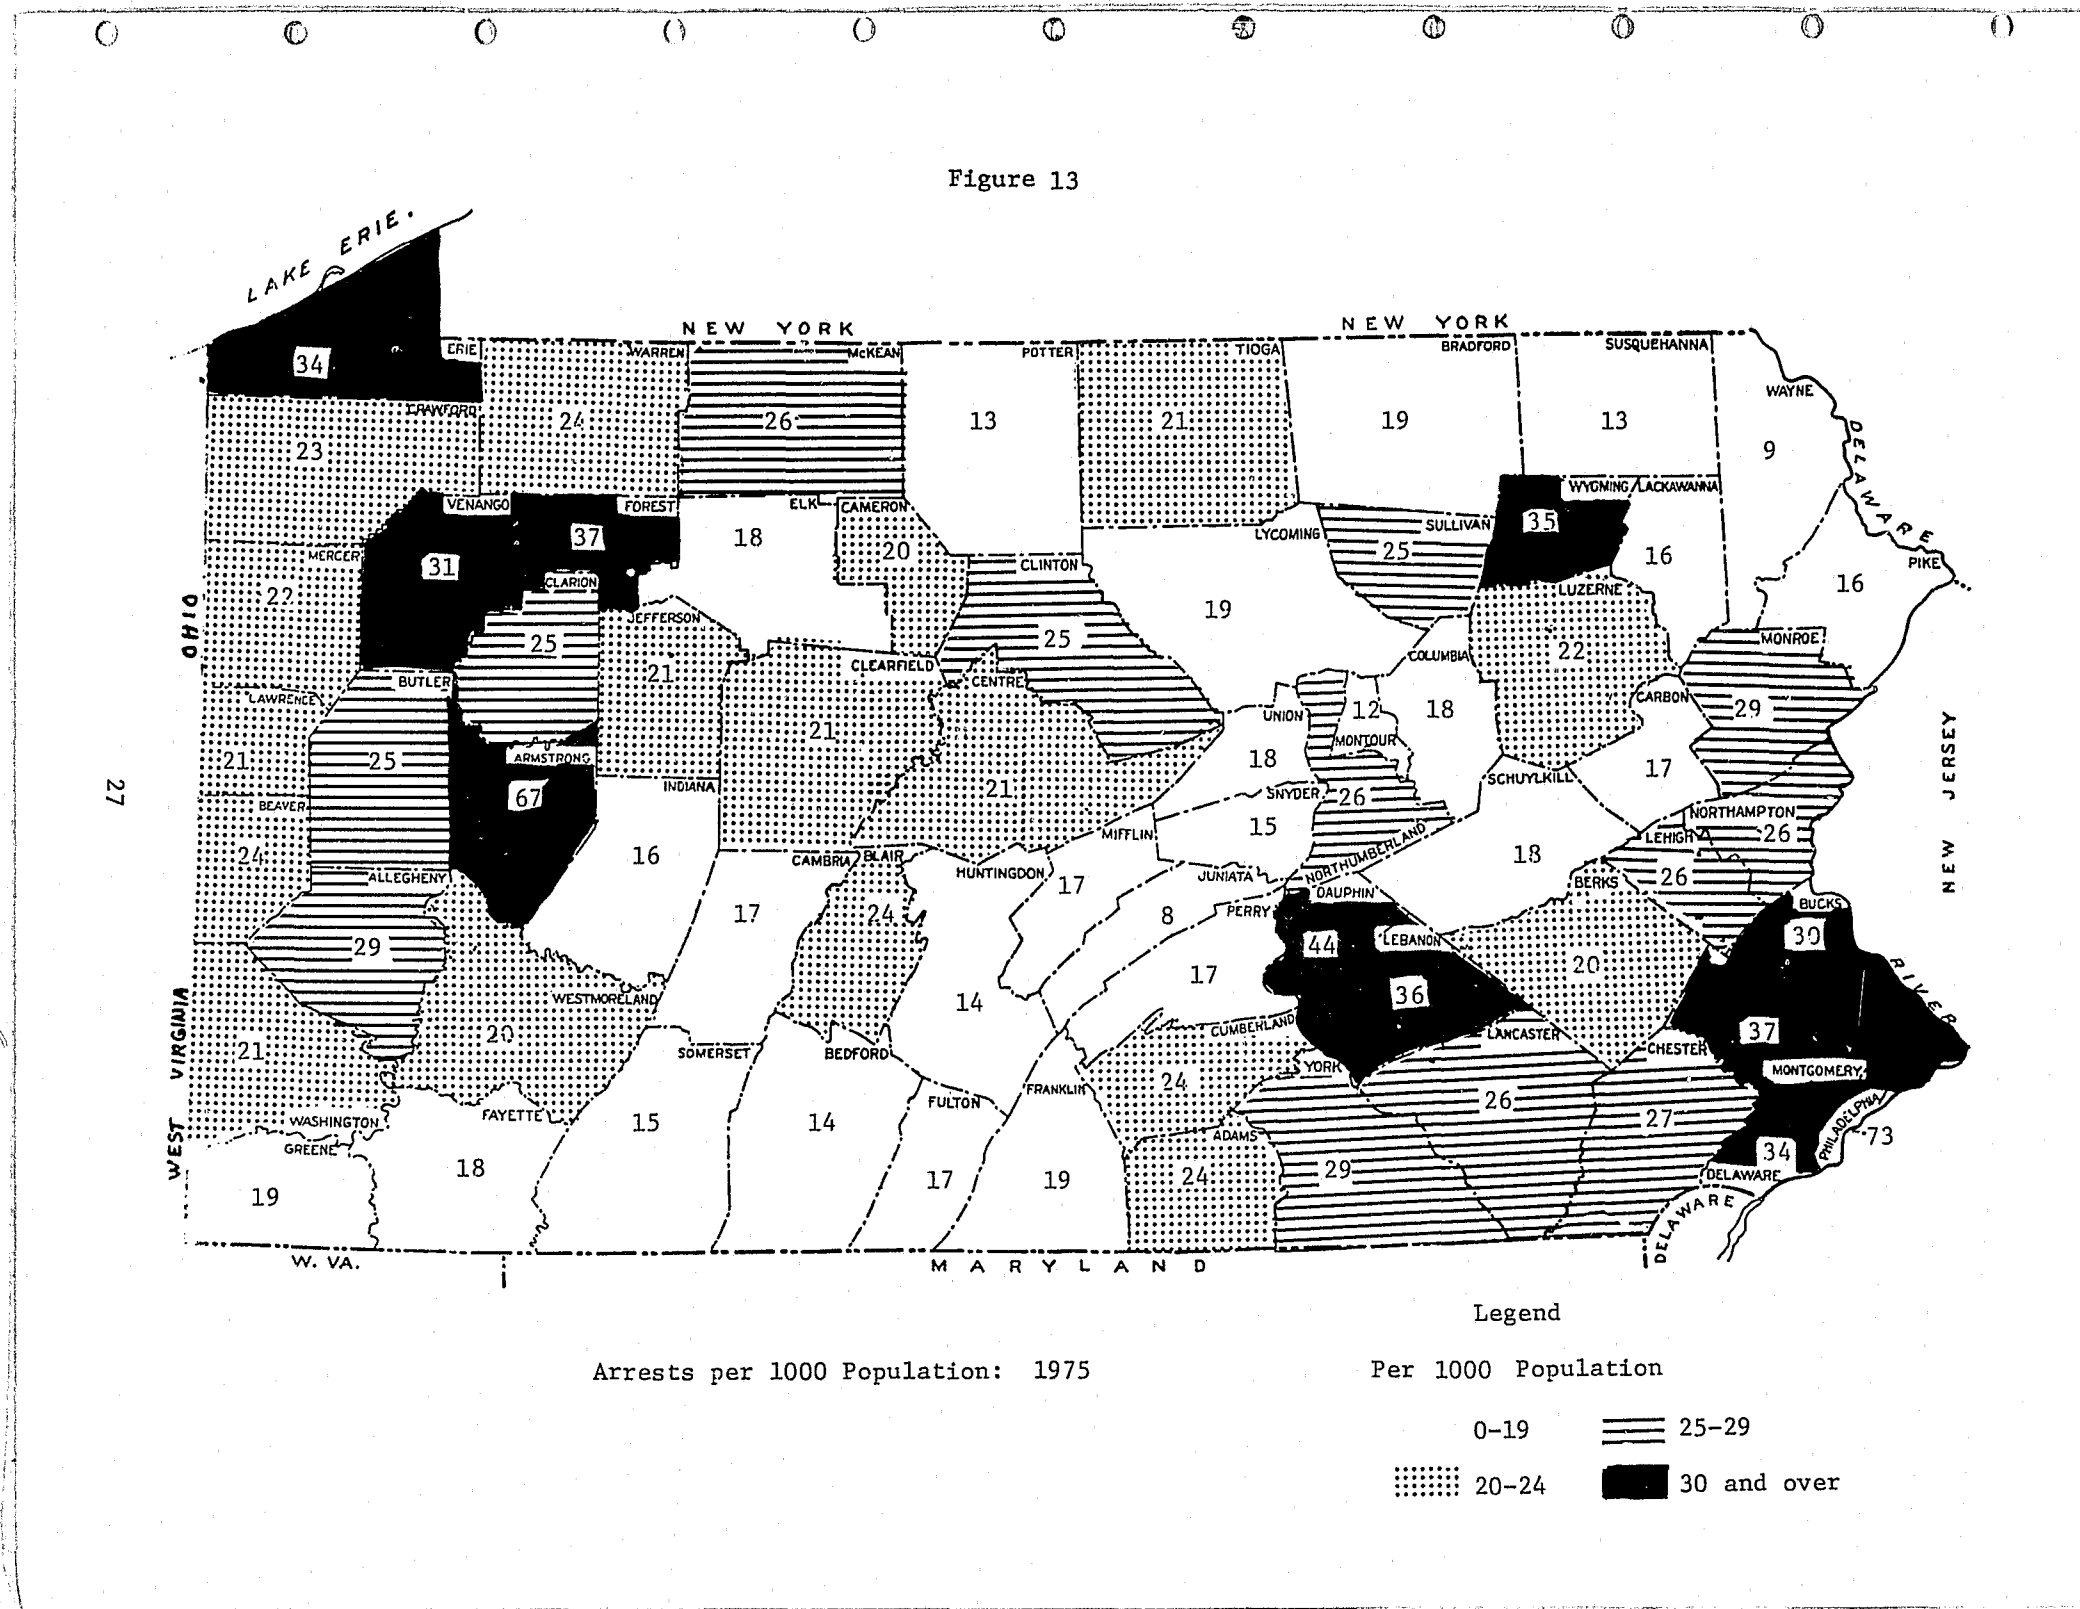 Figure 13
LAKE ERIE.
NEW YORK
NEW YORK
ERIE
WARREN
McKEAN
POTTER
TIOGA
BRADFORD
SUSQUEHANNA
34
WAYNE
CRAWFORD
24
26
13
21
19
13
9
23
DELAWARE
VENANGO
FOREST
ELK
CAMERON
WYOMING
LACKAWANNA
37
18
20
LYCOMING
SULLIVAN
35
MERCER
31
CLINTON
25
16
PIKE
CLARION
16
22
JEFFERSON
19
LUZERNE
OHIO
25
25
22
MONROE
21
CLEARFIELD
COLUMBIA
BUTLER
CENTRE
LAWRENCE
CARBON
UNION
12
18
29
21
MONTOUR
21
25
ARMSTRONG
18
17
SCHUYLKILL
NEW JERSEY
27
67
INDIANA
21
SNYDER
26
BEAVER
NORTHAMPTON
15
MIFFLIN
LEHIGH
26
24
16
CAMBRIA
BLAIR
NORTHUMBERLAND
18
ALLEGHENY
HUNTINGDON
17
JUNIATA
BERKS
26
DAUPHIN
17
24
8
PERRY
BUCKS
29
44
LEBANON
30
17
20
RIVER
WESTMORELAND
14
36
WEST VIRGINIA
20
CUMBERLAND
LANCASTER
37
21
SOMERSET
BEDFORD
CHESTER
YORK
MONTGOMERY
24
FRANKLIN
FULTON
26
WASHINGTON
FAYETTE
15
14
27
PHILADELPHIA
73
ADAMS
GREENE
18
34
29
17
19
24
DELAWARE
19
DELAWARE
W. VA.
MARYLAND
Legend
Arrests per 1000 Population: 1975
Per 1000 Population
0-19
25-29
20-24
30 and over